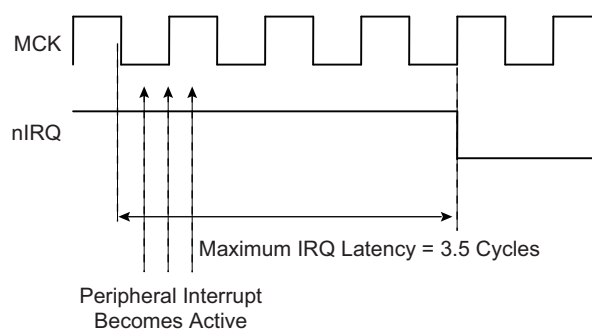 MCK
nIRQ
Maximum IRQ Latency = 3.5 Cycles
Peripheral Interrupt
Becomes Active